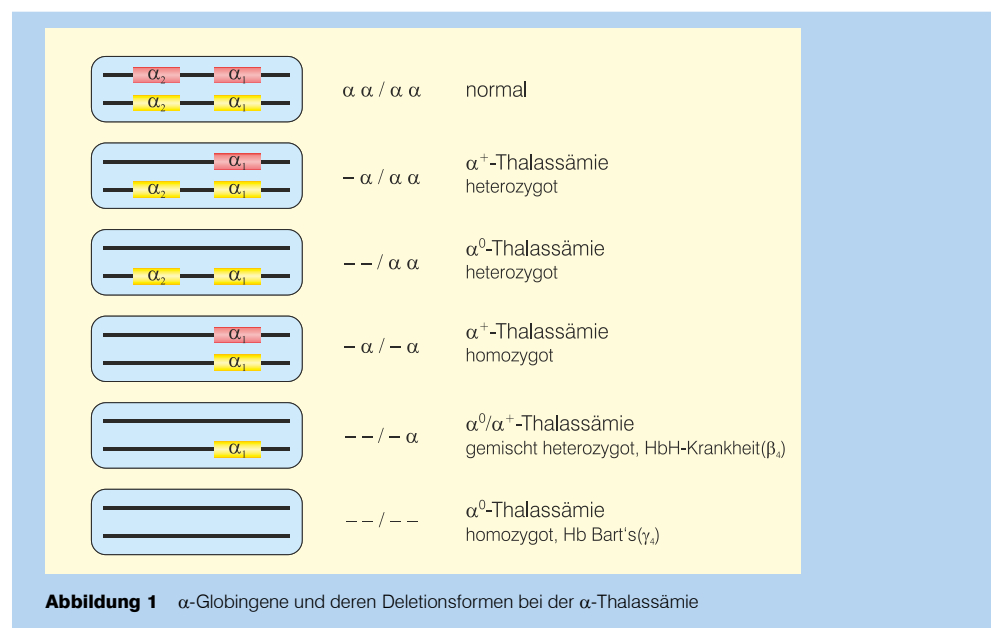 α₂ α₁
α₂ α₁
α α / α α normal
α₁
α₂ α₁
– α / α α α⁺-Thalassämie
heterozygot
α₂ α₁
– – / α α α⁰-Thalassämie
heterozygot
α₁
α₁
– α / – α α⁺-Thalassämie
homozygot
α₁
– – / – α α⁰/α⁺-Thalassämie
gemischt heterozygot, HbH-Krankheit(β₄)
– – / – – α⁰-Thalassämie
homozygot, Hb Bart‘s(γ₄)
Abbildung 1 α-Globingene und deren Deletionsformen bei der α-Thalassämie